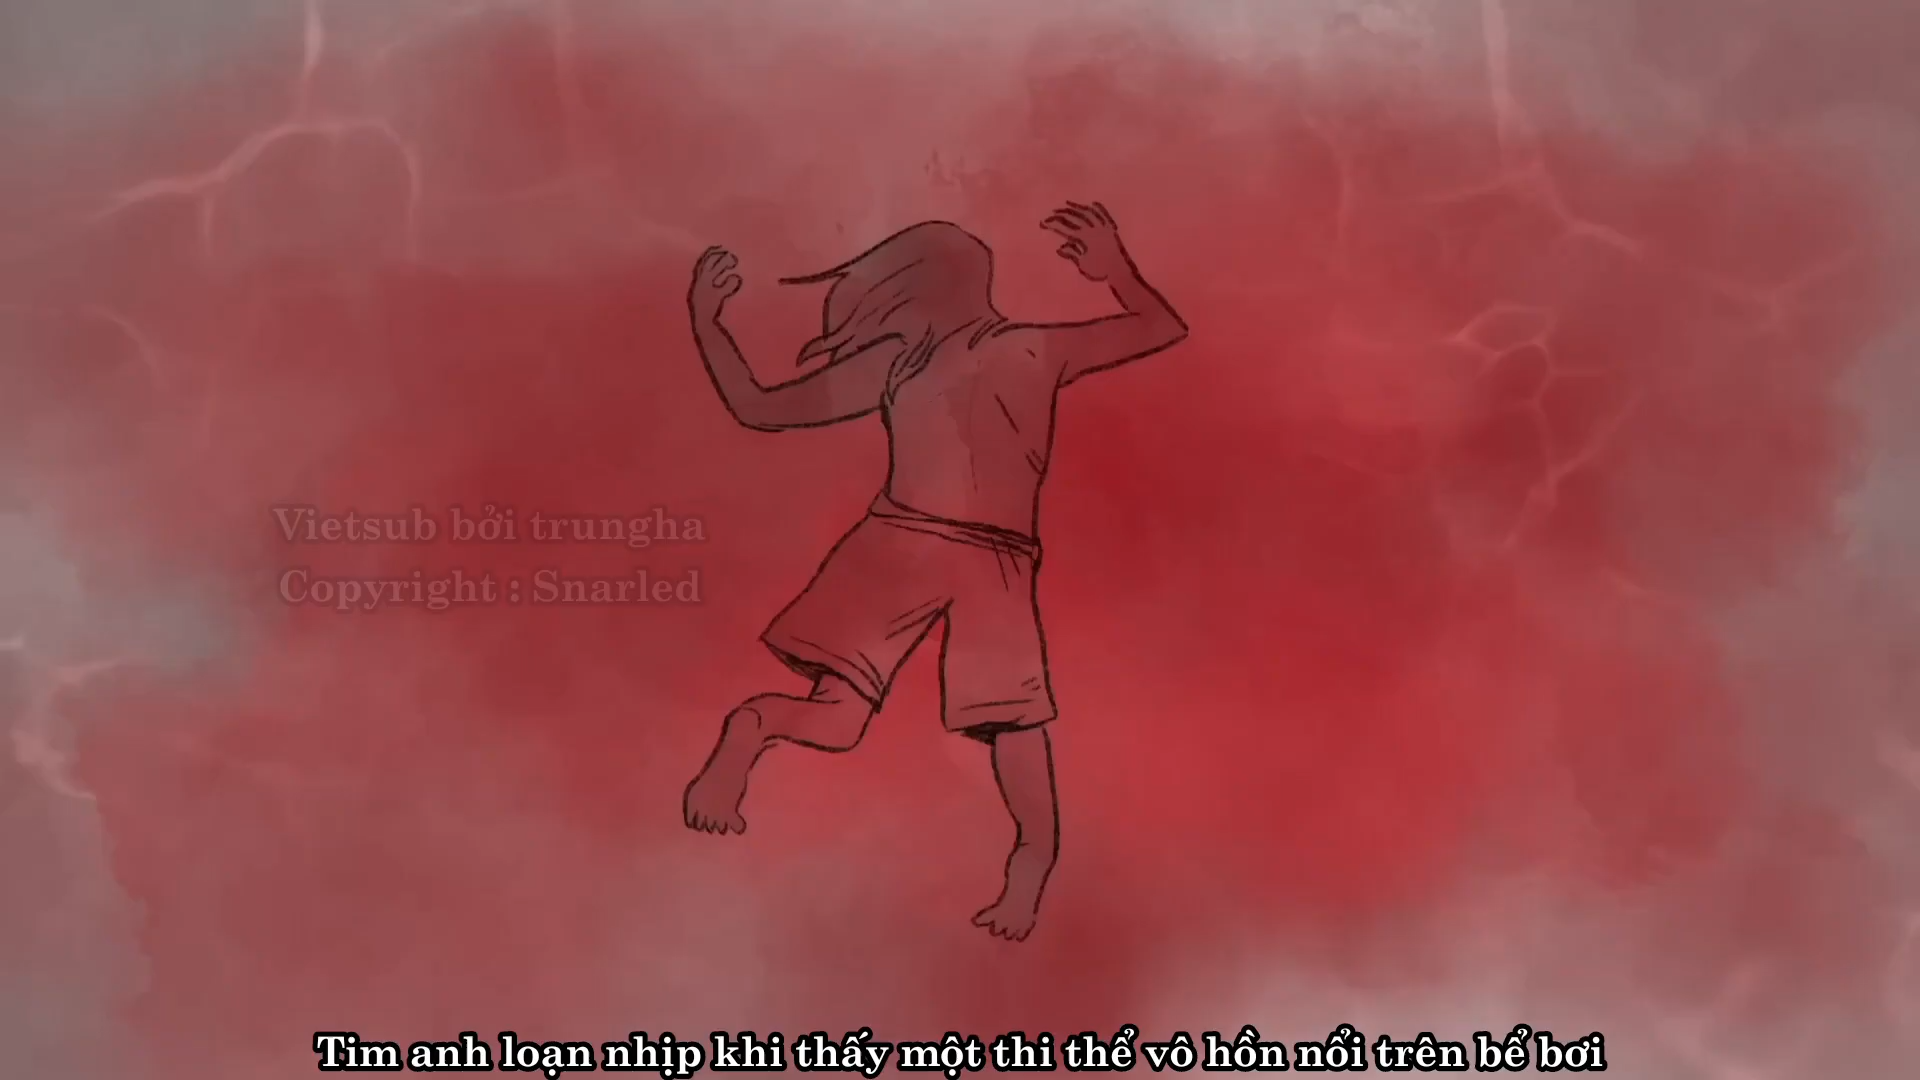 Vietsub bởi trungha
Copyright : Snarled
Tim anh loạn nhịp khi thấy một thi thể vô hồn nổi trên bể bơi